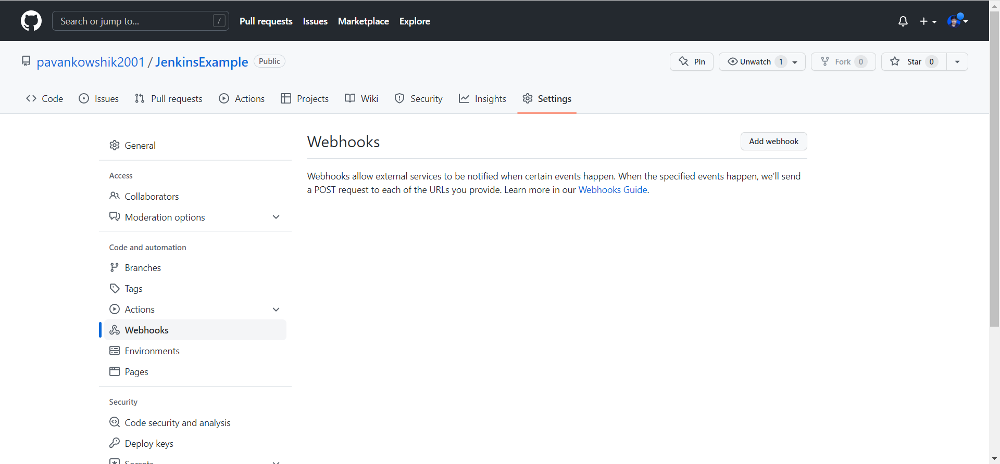 Search or jump to... /
Pull requests Issues Marketplace Explore
pavankowshik2001 / JenkinsExample Public
Pin Unwatch 1 Fork 0 Star 0
Code Issues Pull requests Actions Projects Wiki Security Insights Settings
General
Access
Collaborators
Moderation options
Code and automation
Branches
Tags
Actions
Webhooks
Environments
Pages
Security
Code security and analysis
Deploy keys
Secrets
Webhooks
Add webhook
Webhooks allow external services to be notified when certain events happen. When the specified events happen, we’ll send
a POST request to each of the URLs you provide. Learn more in our Webhooks Guide.